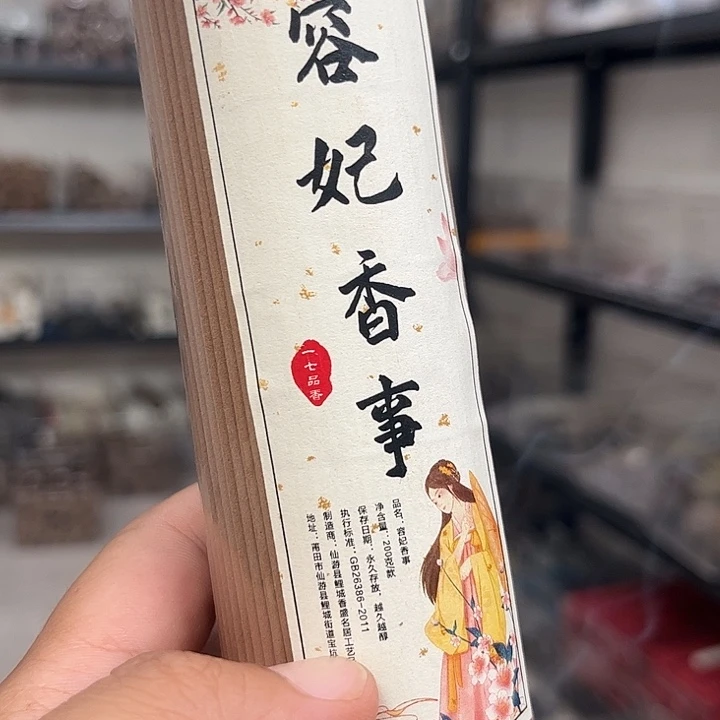 容妃香事
一七品香
品名：容妃香事
净含量：200克款
保存日期：永久存放，越久越醇
执行标准：GB26386-2011
制造商：仙游县鲤城香盛名居工艺
地址：莆田市仙游县鲤城街道宝坑